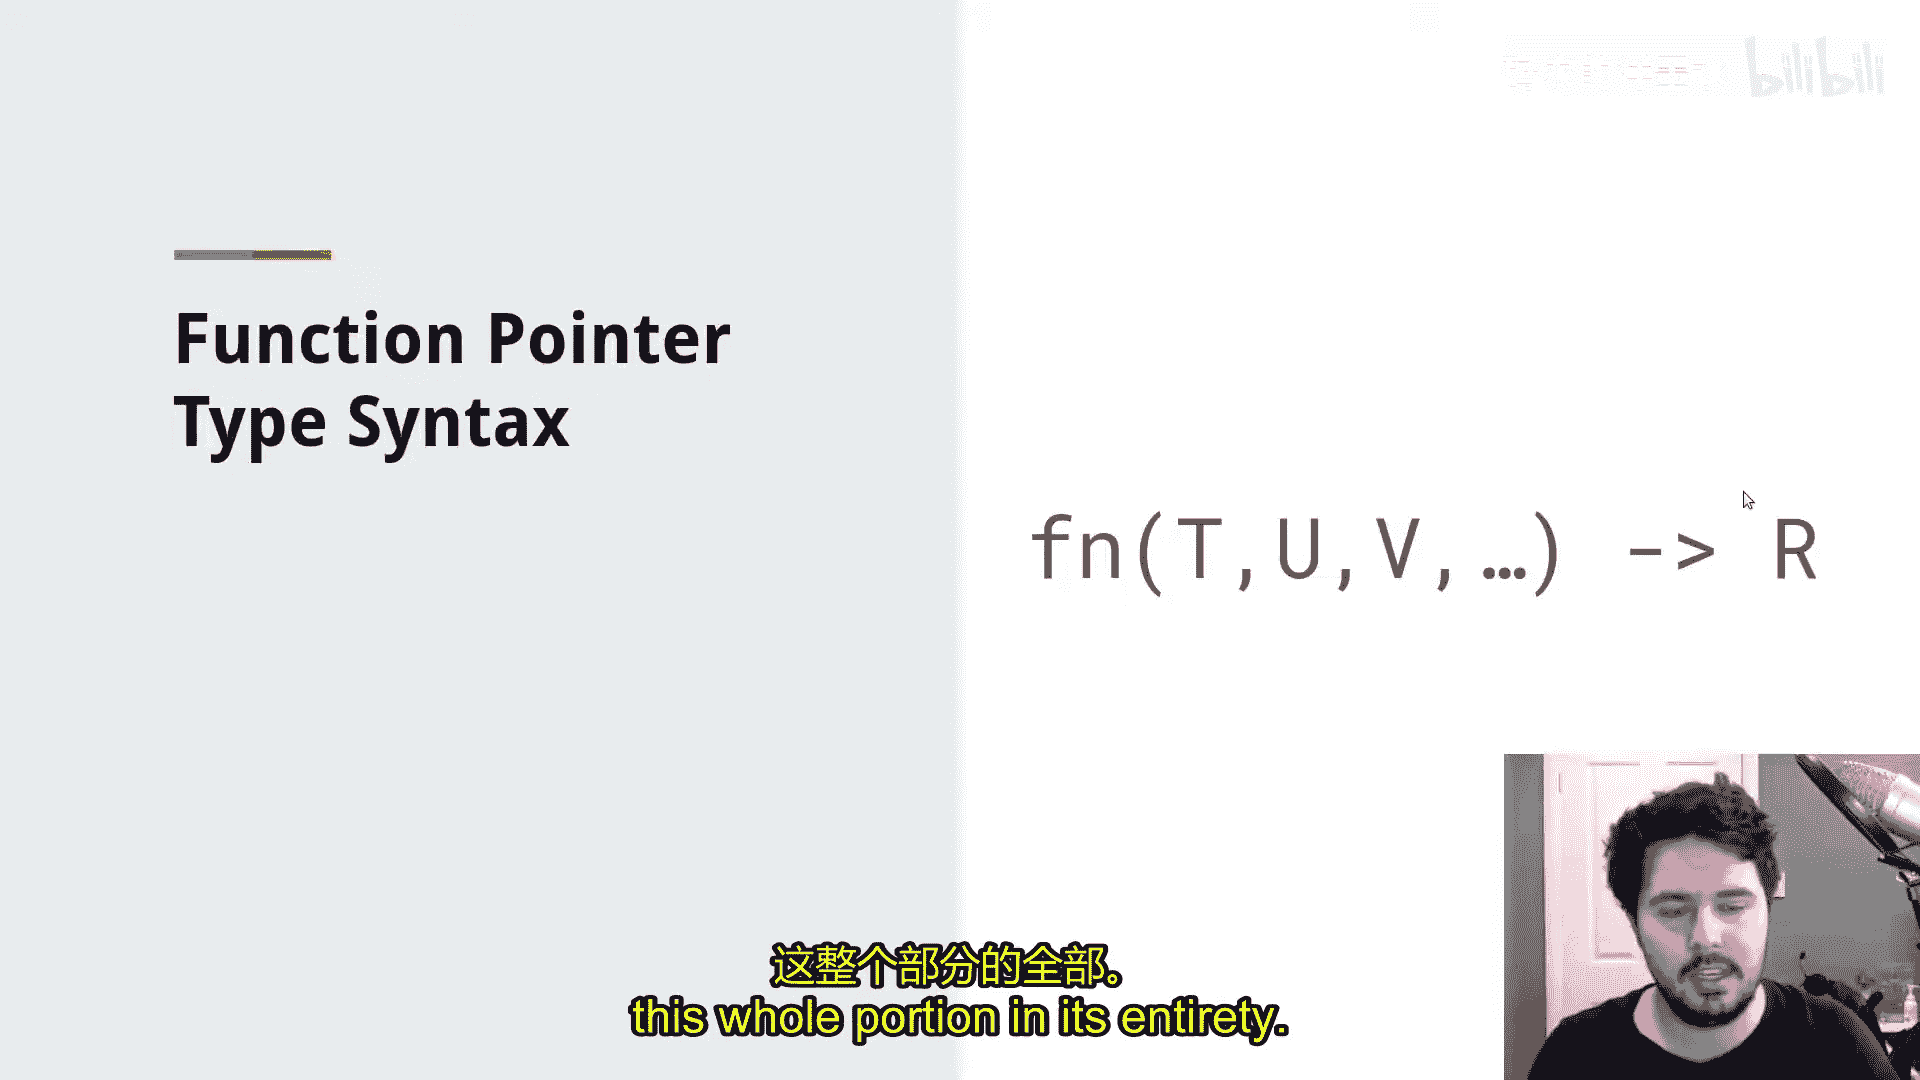 bilibili
Function Pointer
Type Syntax
fn(T,U,V,…) -> R
这整个部分的全部。
this whole portion in its entirety.